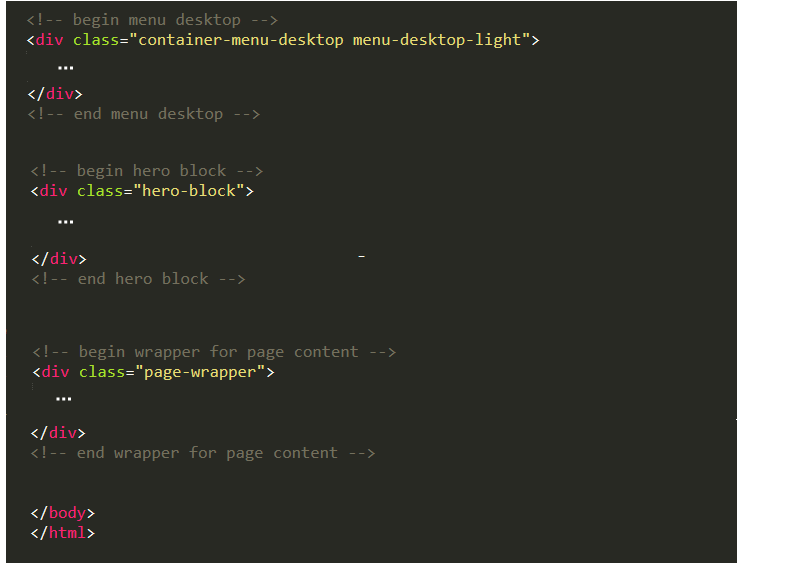 <!-- begin menu desktop -->
<div class="container-menu-desktop menu-desktop-light">
...
</div>
<!-- end menu desktop -->
<!-- begin hero block -->
<div class="hero-block">
...
</div>
<!-- end hero block -->
<!-- begin wrapper for page content -->
<div class="page-wrapper">
...
</div>
<!-- end wrapper for page content -->
</body>
</html>